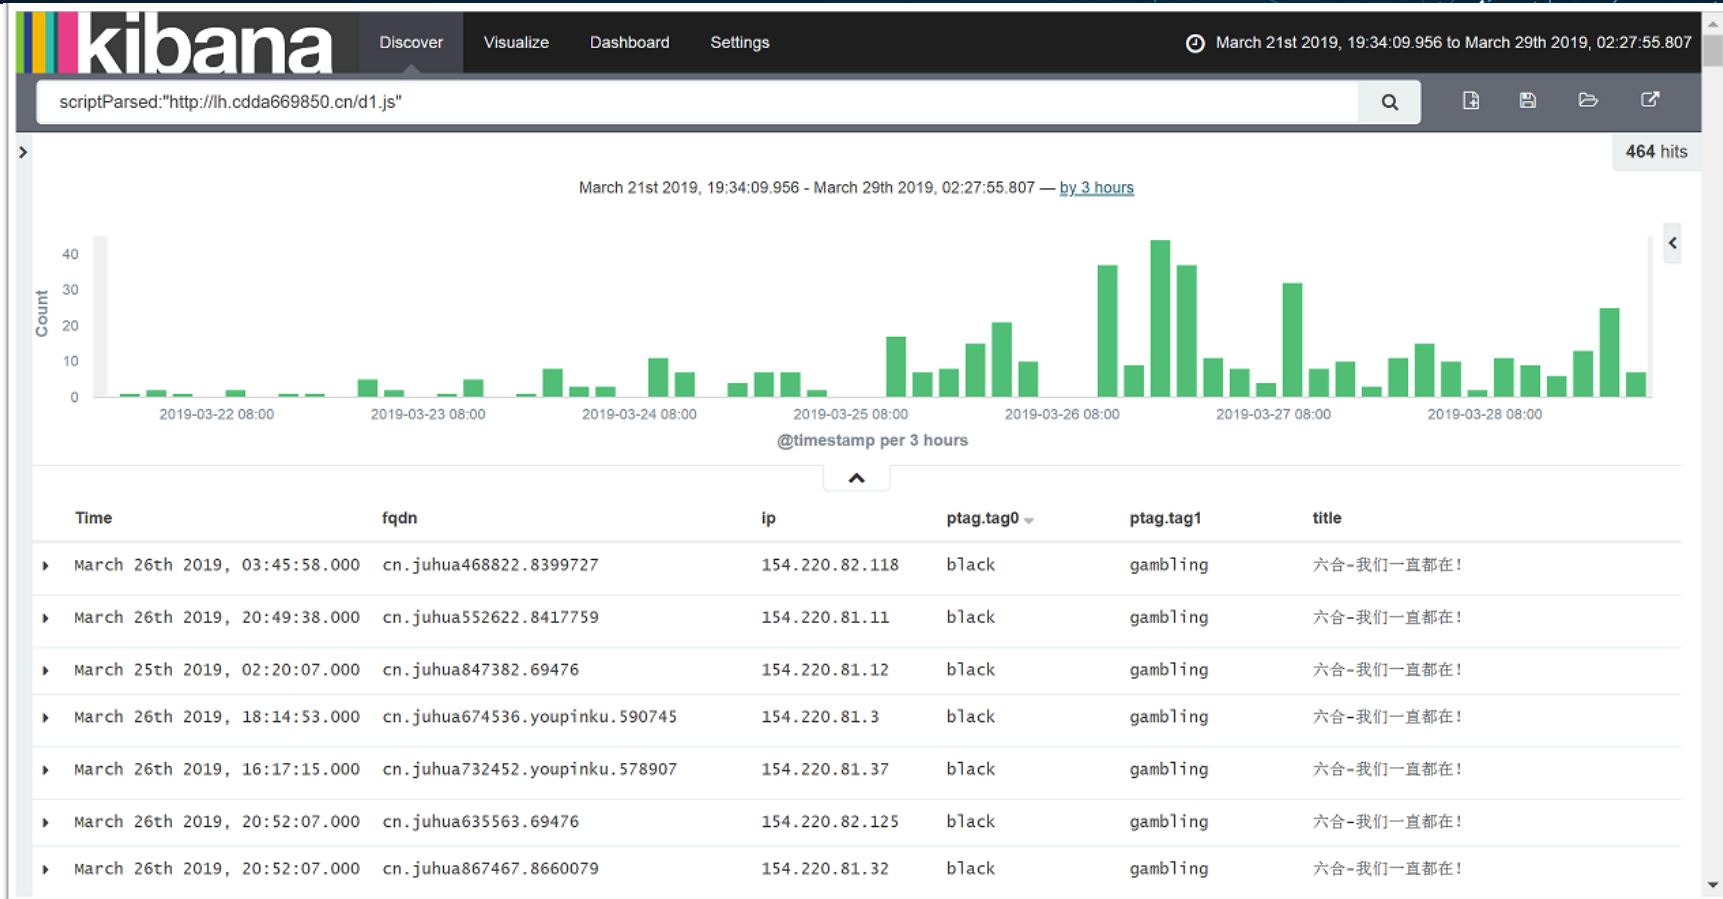 kibana Discover Visualize Dashboard Settings March 21st 2019, 19:34:09.956 to March 29th 2019, 02:27:55.807
scriptParsed:"http://lh.cdda669850.cn/d1.js"
464 hits
March 21st 2019, 19:34:09.956 - March 29th 2019, 02:27:55.807 — by 3 hours
Count
40
30
20
10
0
2019-03-22 08:00 2019-03-23 08:00 2019-03-24 08:00 2019-03-25 08:00 2019-03-26 08:00 2019-03-27 08:00 2019-03-28 08:00
@timestamp per 3 hours
Time fqdn ip ptag.tag0 ptag.tag1 title
March 26th 2019, 03:45:58.000 cn.juhua468822.8399727 154.220.82.118 black gambling 六合-我们一直都在!
March 26th 2019, 20:49:38.000 cn.juhua552622.8417759 154.220.81.11 black gambling 六合-我们一直都在!
March 25th 2019, 02:20:07.000 cn.juhua847382.69476 154.220.81.12 black gambling 六合-我们一直都在!
March 26th 2019, 18:14:53.000 cn.juhua674536.youpinku.590745 154.220.81.3 black gambling 六合-我们一直都在!
March 26th 2019, 16:17:15.000 cn.juhua732452.youpinku.578907 154.220.81.37 black gambling 六合-我们一直都在!
March 26th 2019, 20:52:07.000 cn.juhua635563.69476 154.220.82.125 black gambling 六合-我们一直都在!
March 26th 2019, 20:52:07.000 cn.juhua867467.8660079 154.220.81.32 black gambling 六合-我们一直都在!